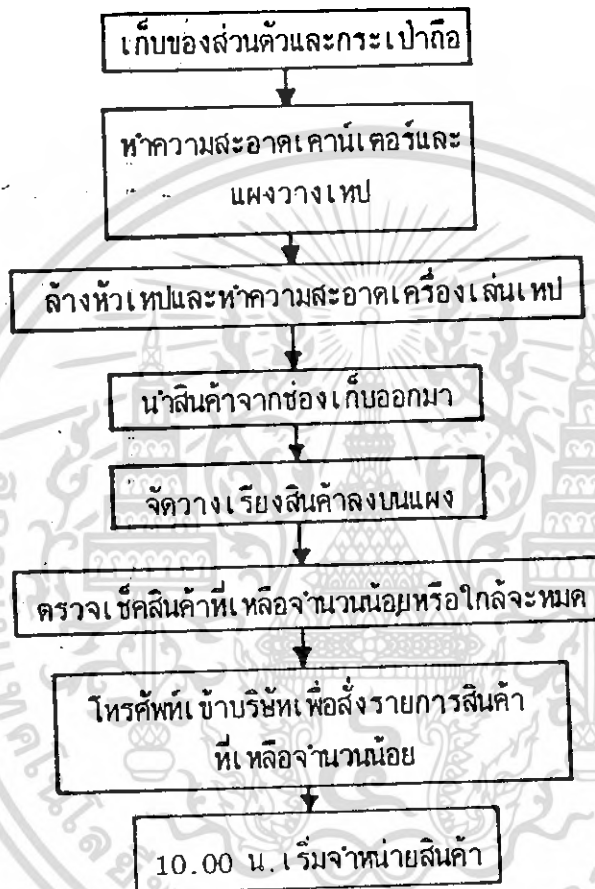 เก็บของส่วนตัวและกระเป๋าถือ
ทำความสะอาดเคาน์เตอร์และ
แผงวางเทป
ล้างหัวเทปและทำความสะอาดเครื่องเล่นเทป
นำสินค้าจากช่องเก็บออกมา
จัดวางเรียงสินค้าลงบนแผง
ตรวจเช็คสินค้าที่เหลือจำนวนน้อยหรือใกล้จะหมด
โทรศัพท์เข้าบริษัทเพื่อสั่งรายการสินค้า
ที่เหลือจำนวนน้อย
10.00 น.เริ่มจำหน่ายสินค้า